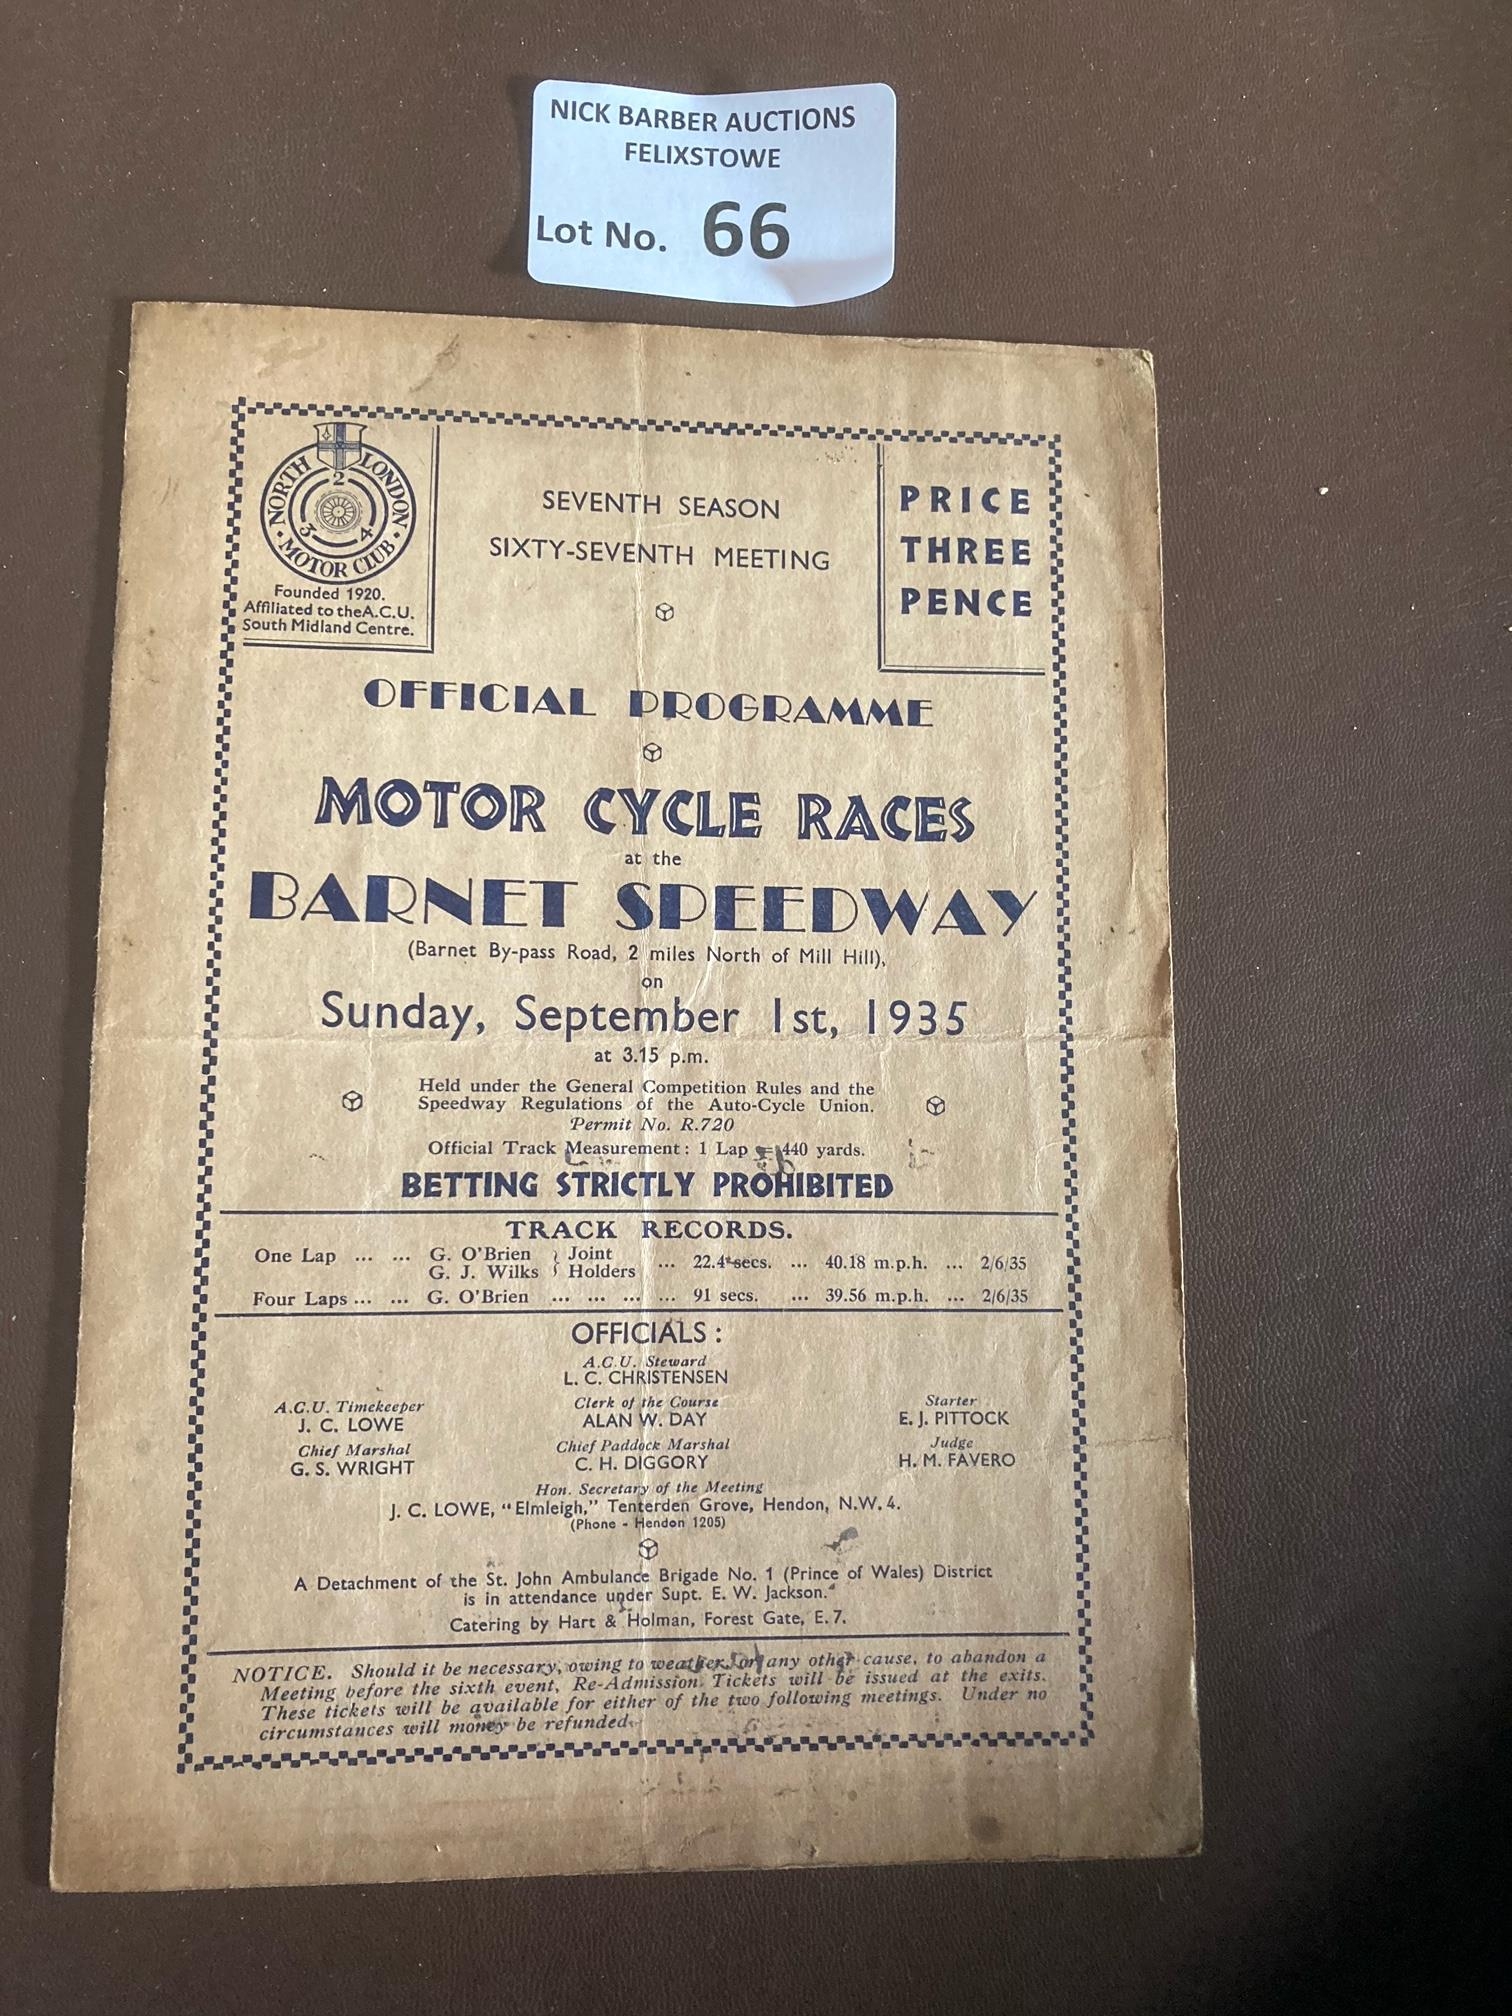 NICK BARBER AUCTIONS
FELIXSTOWE
Lot No. 66
NORTH LONDON
MOTOR CLUB
2
3 4
Founded 1920.
Affiliated to the A.C.U.
South Midland Centre.
SEVENTH SEASON
SIXTY-SEVENTH MEETING
PRICE
THREE
PENCE
OFFICIAL PROGRAMME
MOTOR CYCLE RACES
at the
BARNET SPEEDWAY
(Barnet By-pass Road, 2 miles North of Mill Hill),
on
Sunday, September 1st, 1935
at 3.15 p.m.
Held under the General Competition Rules and the
Speedway Regulations of the Auto-Cycle Union.
Permit No. R.720
Official Track Measurement: 1 Lap = 440 yards.
BETTING STRICTLY PROHIBITED
TRACK RECORDS.
One Lap ... ... G. O'Brien } Joint ... 22.4 secs. ... 40.18 m.p.h. ... 2/6/35
G. J. Wilks } Holders
Four Laps ... ... G. O'Brien ... ... ... ... 91 secs. ... 39.56 m.p.h. ... 2/6/35
OFFICIALS :
A.C.U. Steward
L. C. CHRISTENSEN
A.C.U. Timekeeper Clerk of the Course Starter
J. C. LOWE ALAN W. DAY E. J. PITTOCK
Chief Marshal Chief Paddock Marshal Judge
G. S. WRIGHT C. H. DIGGORY H. M. FAVERO
Hon. Secretary of the Meeting
J. C. LOWE, "Elmleigh," Tenterden Grove, Hendon, N.W.4.
(Phone - Hendon 1205)
A Detachment of the St. John Ambulance Brigade No. 1 (Prince of Wales) District
is in attendance under Supt. E. W. Jackson.
Catering by Hart & Holman, Forest Gate, E.7.
NOTICE. Should it be necessary, owing to weather or any other cause, to abandon a
Meeting before the sixth event, Re-Admission Tickets will be issued at the exits.
These tickets will be available for either of the two following meetings. Under no
circumstances will money be refunded.